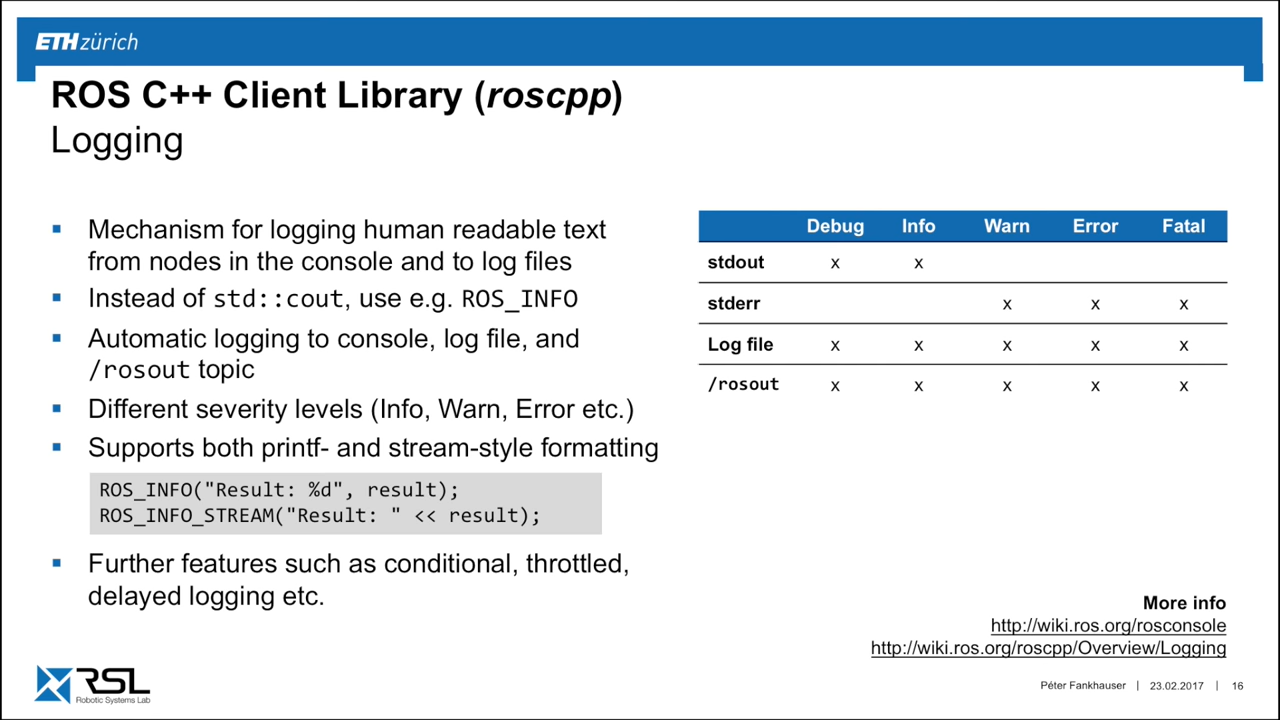 ETH zürich
ROS C++ Client Library (roscpp)
Logging
▪ Mechanism for logging human readable text
from nodes in the console and to log files
▪ Instead of std::cout, use e.g. ROS_INFO
▪ Automatic logging to console, log file, and
/rosout topic
▪ Different severity levels (Info, Warn, Error etc.)
▪ Supports both printf- and stream-style formatting
ROS_INFO("Result: %d", result);
ROS_INFO_STREAM("Result: " << result);
▪ Further features such as conditional, throttled,
delayed logging etc.
Debug Info Warn Error Fatal
stdout x x
stderr x x x
Log file x x x x x
/rosout x x x x x
More info
http://wiki.ros.org/rosconsole
http://wiki.ros.org/roscpp/Overview/Logging
RSL
Robotic Systems Lab
Péter Fankhauser | 23.02.2017 | 16